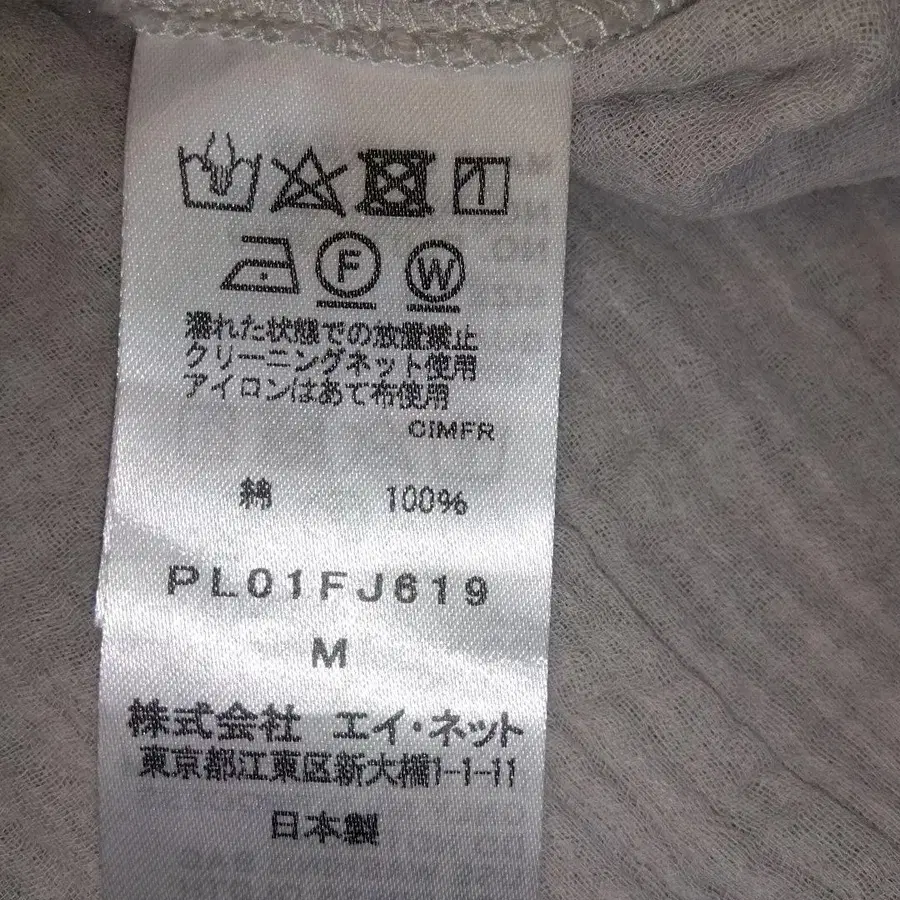 F W
濡れた状態での放置禁止
クリーニングネット使用
アイロンはあて布使用
CIMFR
綿 100%
PL01FJ619
M
株式会社 エイ・ネット
東京都江東区新大橋1-1-11
日本製